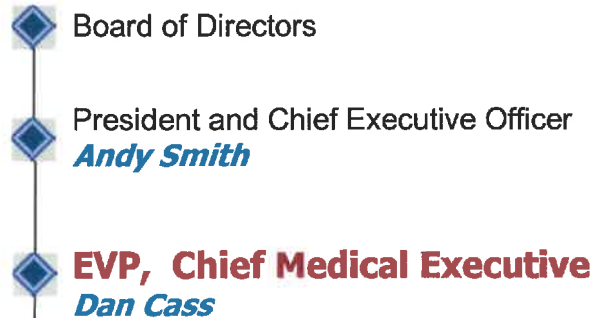 Board of Directors
President and Chief Executive Officer
Andy Smith
EVP, Chief Medical Executive
Dan Cass